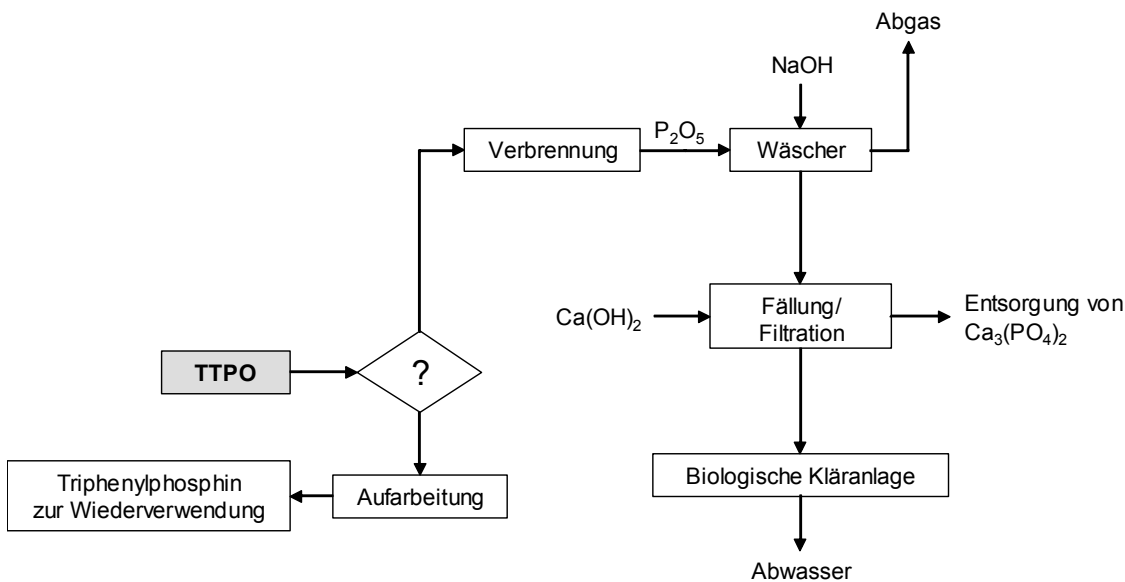 Abgas
NaOH
Verbrennung
P₂O₅
Wäscher
Ca(OH)₂
Fällung/
Filtration
Entsorgung von
Ca₃(PO₄)₂
TTPO
?
Triphenylphosphin
zur Wiederverwendung
Aufarbeitung
Biologische Kläranlage
Abwasser